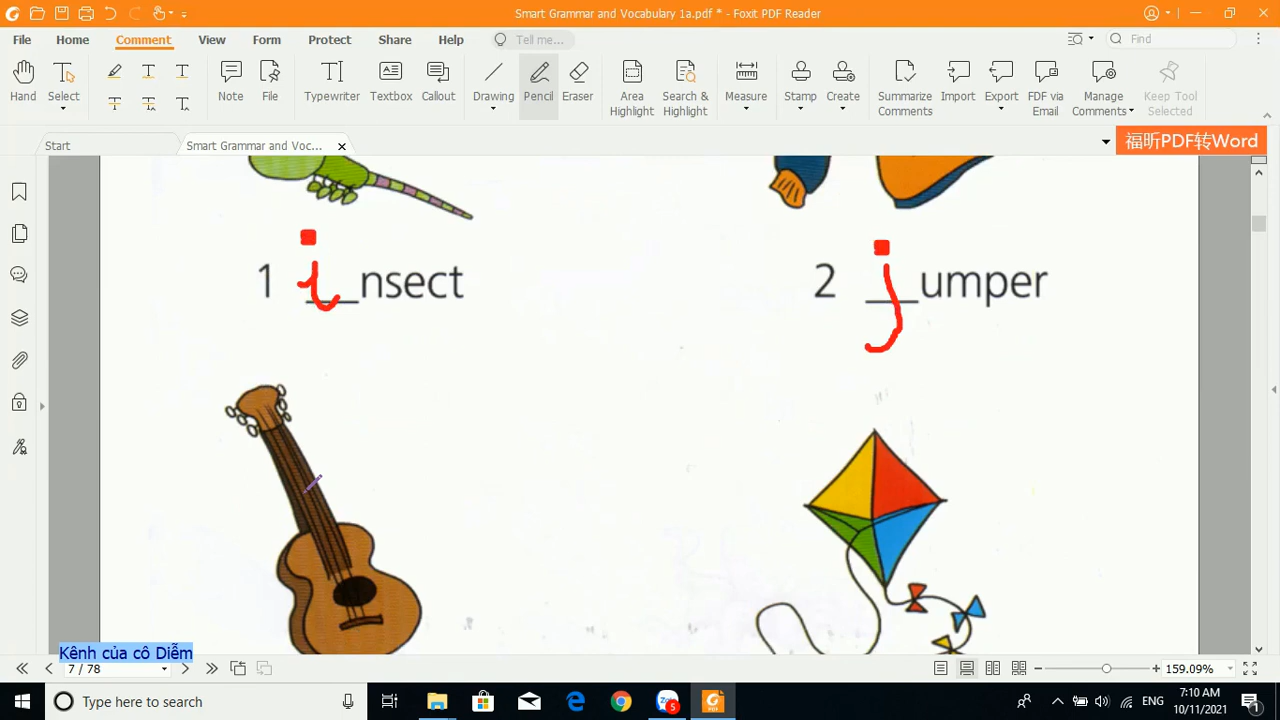 Smart Grammar and Vocabulary 1a.pdf * - Foxit PDF Reader
File Home Comment View Form Protect Share Help Tell me... Find
Hand Select Note File Typewriter Textbox Callout Drawing Pencil Eraser Area Highlight Search & Highlight Measure Stamp Create Summarize Comments Import Export FDF via Email Manage Comments Keep Tool Selected
Start Smart Grammar and Voc... 福昕PDF转Word
1 i__nsect
2 j__umper
Kênh của cô Diễm
7 / 78 159.09%
Type here to search
5
ENG
7:10 AM
10/11/2021
1